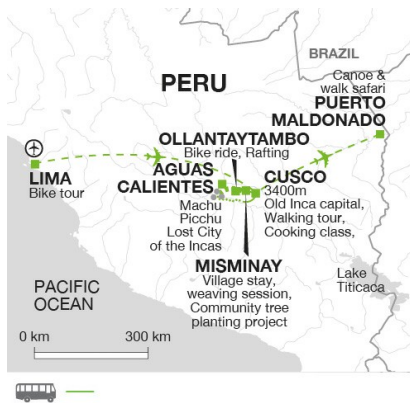 BRAZIL
PERU
Canoe &
walk safari
PUERTO
MALDONADO
OLLANTAYTAMBO
Bike ride, Rafting
LIMA
Bike tour
AGUAS
CALIENTES
Machu
Picchu
Lost City
of the Incas
CUSCO
3400m
Old Inca capital,
Walking tour,
Cooking class,
MISMINAY
Village stay,
weaving session,
Community tree
planting project
Lake
Titicaca
PACIFIC
OCEAN
0 km 300 km